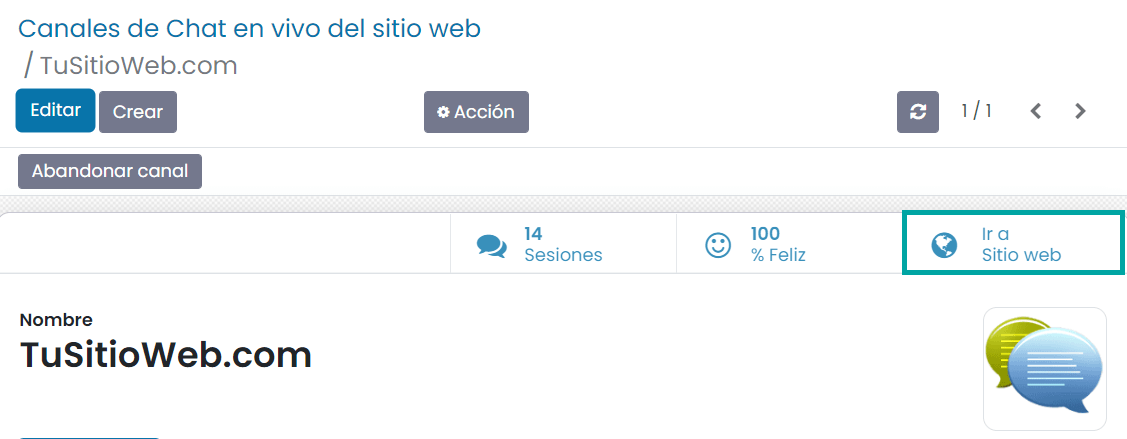 Canales de Chat en vivo del sitio web
/ TuSitioWeb.com
Editar Crear Acción 1 / 1
Abandonar canal
14
Sesiones
100
% Feliz
Ir a
Sitio web
Nombre
TuSitioWeb.com